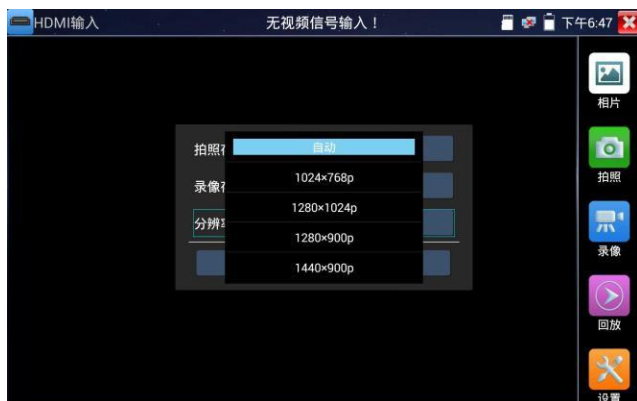 HDMI输入
无视频信号输入！
下午6:47
相片
拍照
录像
回放
设置
拍照
自动
1024×768p
录像
1280×1024p
分辨
1280×900p
1440×900p